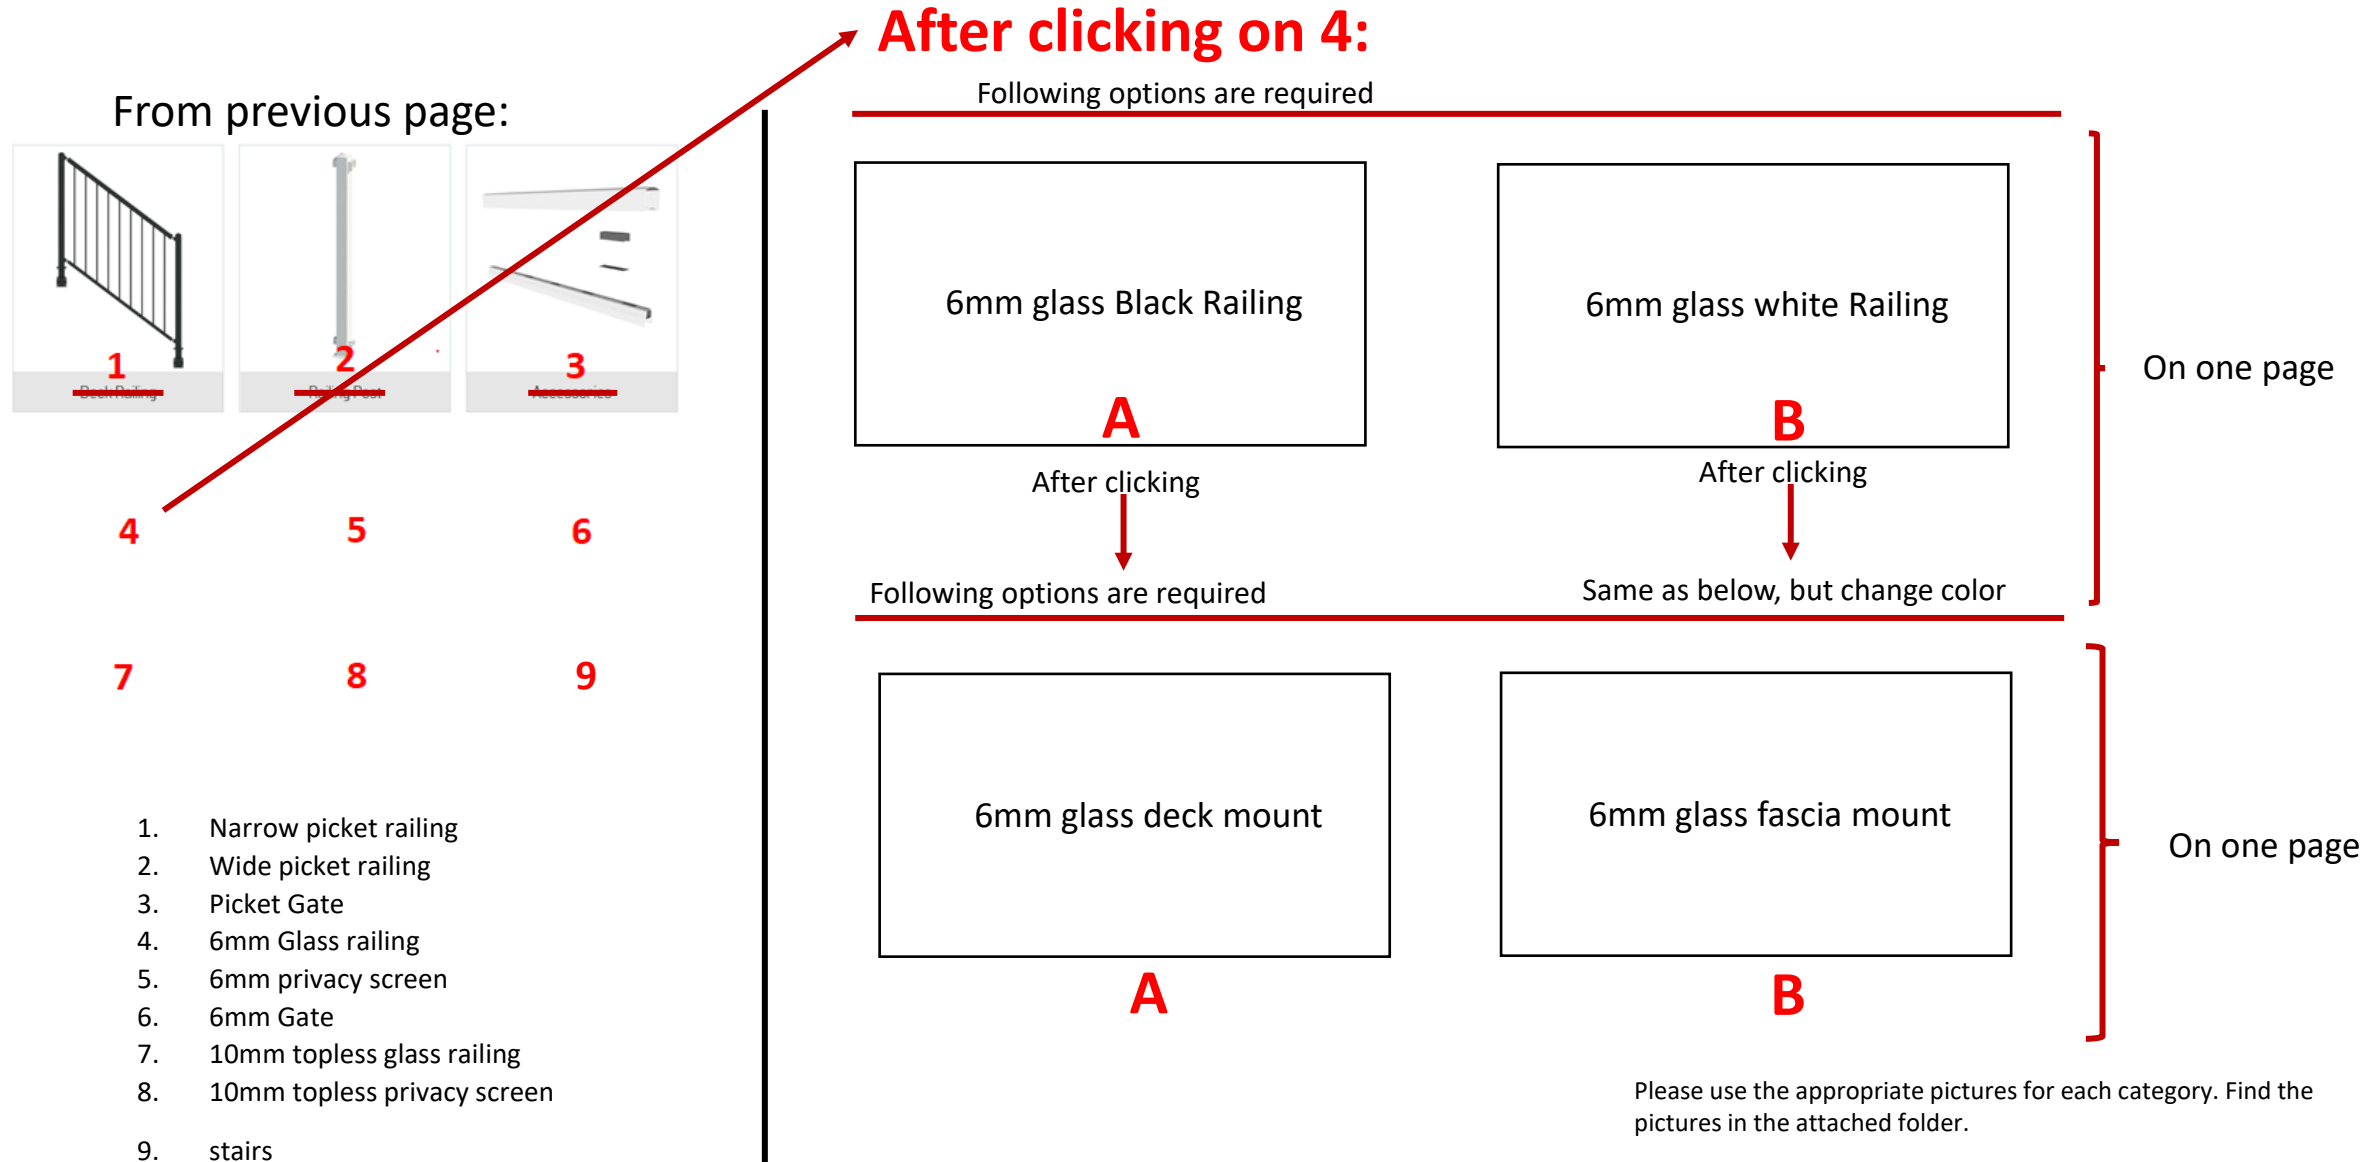 After clicking on 4:
Following options are required
From previous page:
1
Deck Railing
2
Railing Post
3
Accessories
4
5
6
7
8
9
1. Narrow picket railing
2. Wide picket railing
3. Picket Gate
4. 6mm Glass railing
5. 6mm privacy screen
6. 6mm Gate
7. 10mm topless glass railing
8. 10mm topless privacy screen
9. stairs
6mm glass Black Railing
A
6mm glass white Railing
B
On one page
After clicking
After clicking
Following options are required
Same as below, but change color
6mm glass deck mount
A
6mm glass fascia mount
B
On one page
Please use the appropriate pictures for each category. Find the
pictures in the attached folder.